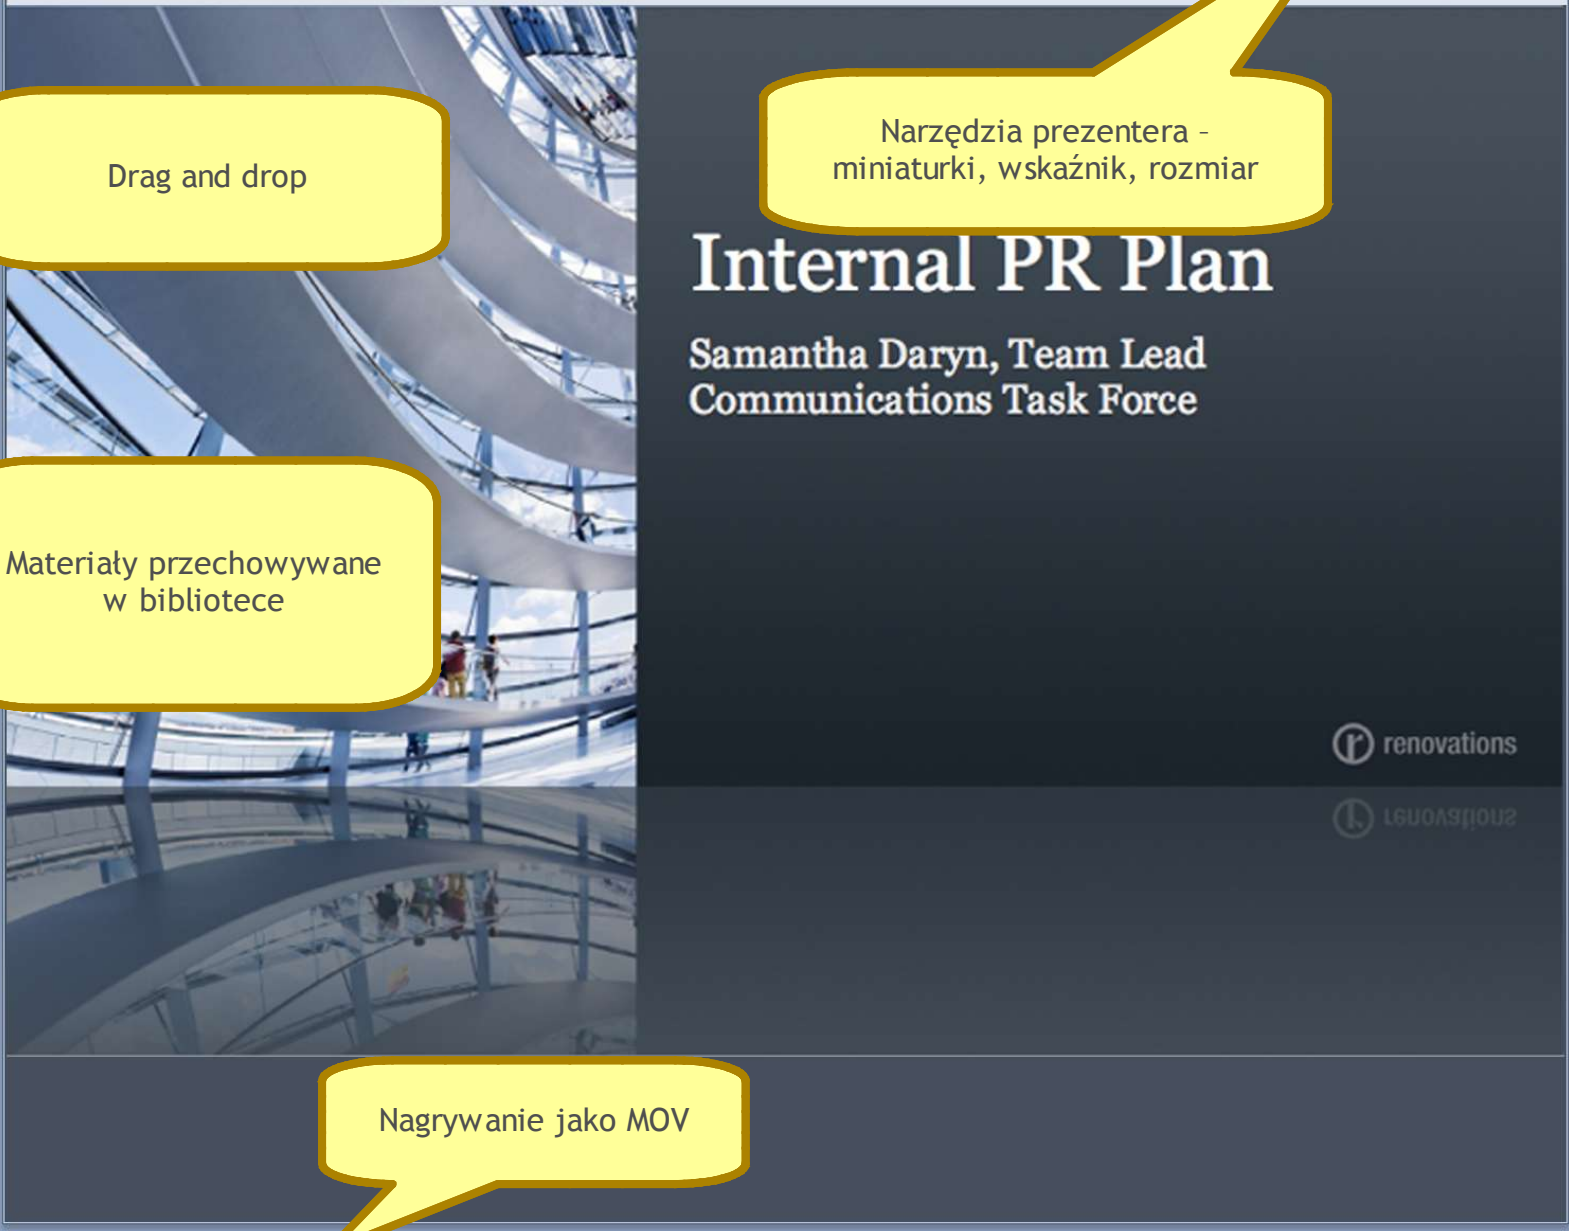 Drag and drop
Narzędzia prezentera –
miniaturki, wskaźnik, rozmiar
Internal PR Plan
Samantha Daryn, Team Lead
Communications Task Force
Materiały przechowywane
w bibliotece
r renovations
r renovations
Nagrywanie jako MOV